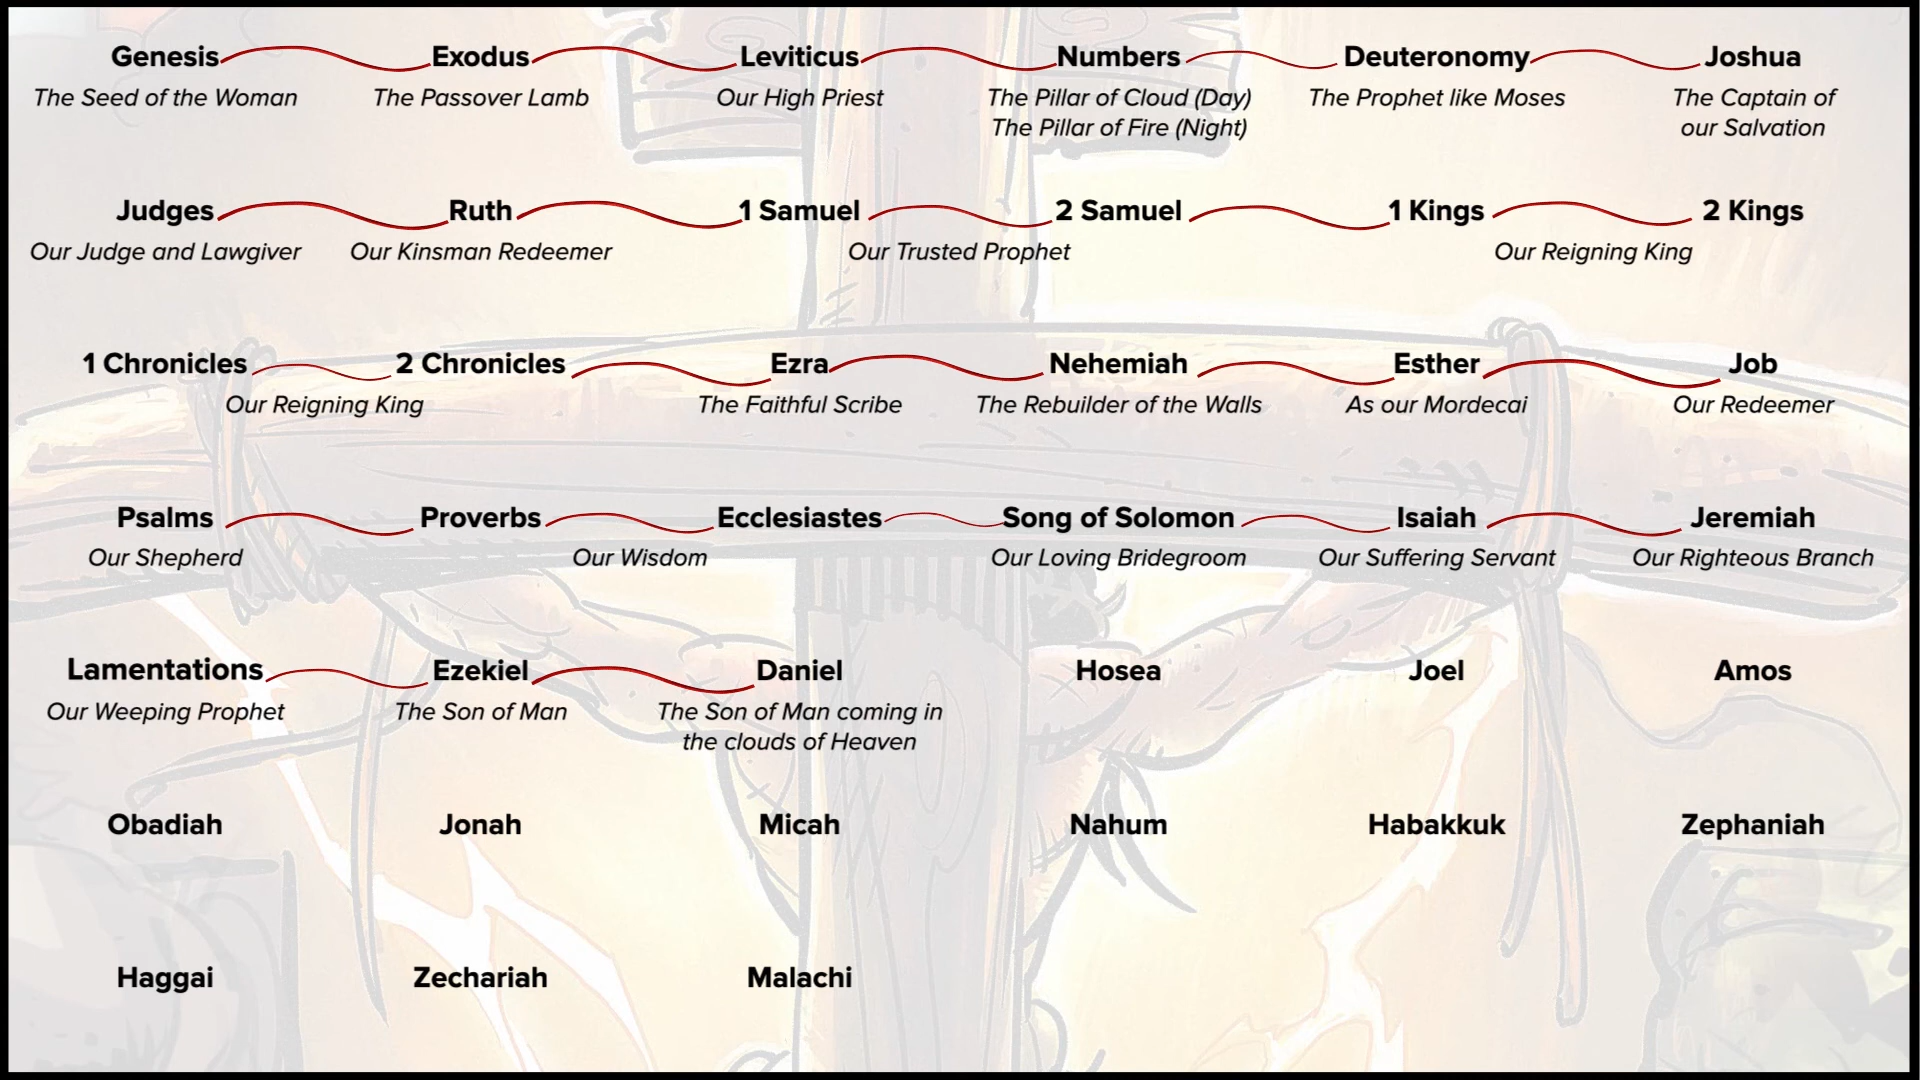 Genesis Exodus Leviticus Numbers Deuteronomy Joshua
The Seed of the Woman The Passover Lamb Our High Priest The Pillar of Cloud (Day) The Prophet like Moses The Captain of
The Pillar of Fire (Night) our Salvation
Judges Ruth 1 Samuel 2 Samuel 1 Kings 2 Kings
Our Judge and Lawgiver Our Kinsman Redeemer Our Trusted Prophet Our Reigning King
1 Chronicles 2 Chronicles Ezra Nehemiah Esther Job
Our Reigning King The Faithful Scribe The Rebuilder of the Walls As our Mordecai Our Redeemer
Psalms Proverbs Ecclesiastes Song of Solomon Isaiah Jeremiah
Our Shepherd Our Wisdom Our Loving Bridegroom Our Suffering Servant Our Righteous Branch
Lamentations Ezekiel Daniel Hosea Joel Amos
Our Weeping Prophet The Son of Man The Son of Man coming in
the clouds of Heaven
Obadiah Jonah Micah Nahum Habakkuk Zephaniah
Haggai Zechariah Malachi